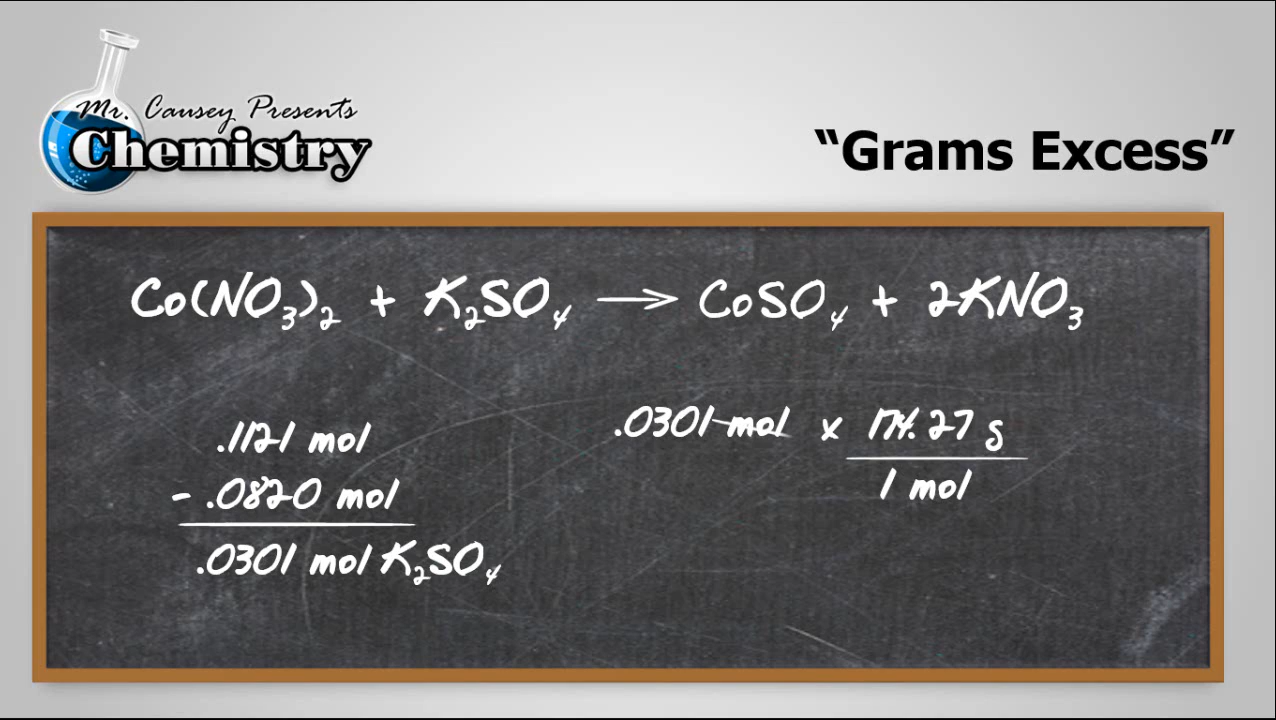 Mr. Causey Presents
Chemistry
“Grams Excess”
Co(NO₃)₂ + K₂SO₄ → CoSO₄ + 2KNO₃
.1121 mol
- .0820 mol
.0301 mol K₂SO₄
.0301 mol x 174.27 g
1 mol